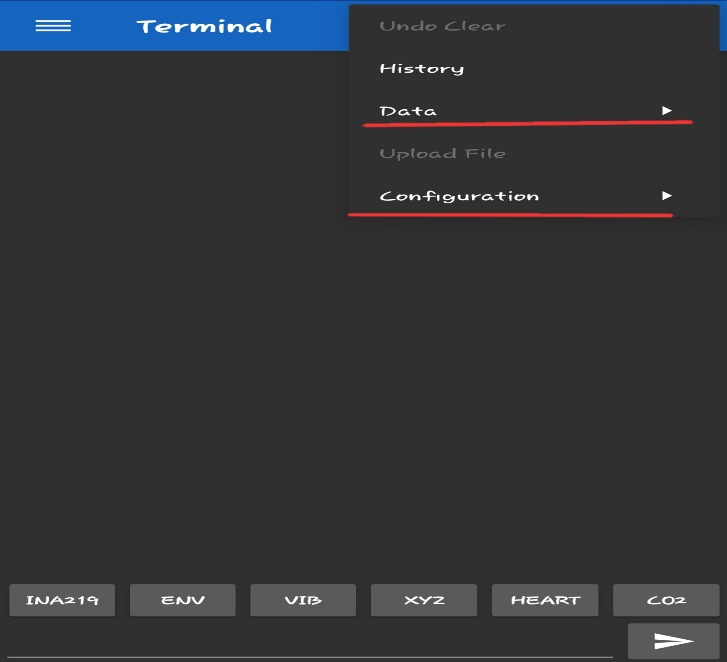 Terminal
Undo Clear
History
Data
Upload File
Configuration
INA219 ENV VIB XYZ HEART CO2